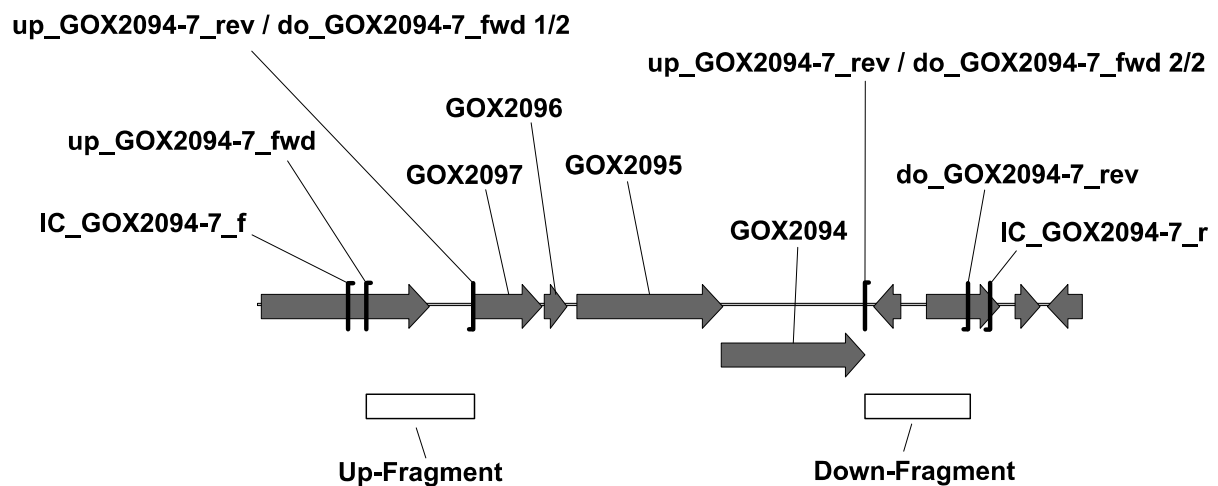 up_GOX2094-7_rev / do_GOX2094-7_fwd 1/2
up_GOX2094-7_rev / do_GOX2094-7_fwd 2/2
GOX2096
up_GOX2094-7_fwd
GOX2097
GOX2095
do_GOX2094-7_rev
IC_GOX2094-7_f
GOX2094
IC_GOX2094-7_r
Up-Fragment
Down-Fragment